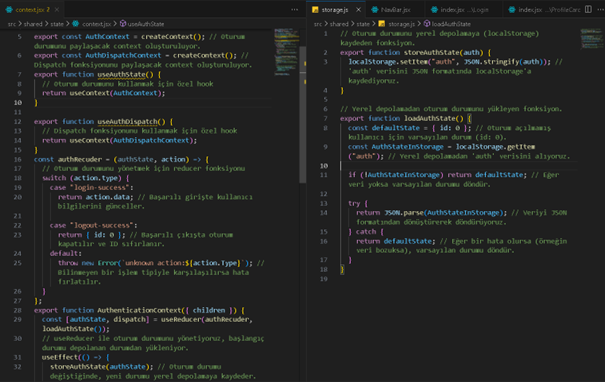 context.jsx 2
src > shared > state > context.jsx > useAuthState
5 export const AuthContext = createContext(); // Oturum
durumunu paylaşacak context oluşturuluyor.
6 export const AuthDispatchContext = createContext(); //
Dispatch fonksiyonunu paylaşacak context oluşturuluyor.
7 export function useAuthState() {
8 // Oturum durumunu kullanmak için özel hook
9 return useContext(AuthContext);
10 }
11
12 export function useAuthDispatch() {
13 // Dispatch fonksiyonunu kullanmak için özel hook
14 return useContext(AuthDispatchContext);
15 }
16 const authRecuder = (authState, action) => {
17 // Oturum durumunu yönetmek için reducer fonksiyonu
18 switch (action.type) {
19 case "login-success":
20 return action.data; // Başarılı girişte kullanıcı
bilgilerini günceller.
21
22 case "logout-success":
23 return { id: 0 }; // Başarılı çıkışta oturum
kapatılır ve ID sıfırlanır.
24 default:
25 throw new Error(`unknown action:${action.Type}`); //
Bilinmeyen bir işlem tipiyle karşılaşılırsa hata
fırlatılır.
26 }
27 };
28 export function AuthenticationContext({ children }) {
29 const [authState, dispatch] = useReducer(authRecuder,
loadAuthState());
30 // useReducer ile oturum durumunu yönetiyoruz, başlangıç
durumu depolanan durumdan yükleniyor.
31 useEffect(() => {
32 storeAuthState(authState); // Oturum durumu
değiştiğinde, yeni durumu yerel depolamaya kaydeder.
storage.js NavBar.jsx index.jsx ...\Login index.jsx ...\ProfileCard
src > shared > state > storage.js > loadAuthState
1 // Oturum durumunu yerel depolamaya (localStorage)
kaydeden fonksiyon.
2 export function storeAuthState(auth) {
3 localStorage.setItem("auth", JSON.stringify(auth)); //
'auth' verisini JSON formatında localStorage'a
kaydediyoruz.
4 }
5
6 // Yerel depolamadan oturum durumunu yükleyen fonksiyon.
7 export function loadAuthState() {
8 const defaultState = { id: 0 }; // Oturum açılmamış
kullanıcı için varsayılan durum (id: 0).
9 const AuthStateInStorage = localStorage.getItem
("auth"); // Yerel depolamadan 'auth' verisini alıyoruz.
10
11 if (!AuthStateInStorage) return defaultState; // Eğer
veri yoksa varsayılan durumu döndür.
12
13 try {
14 return JSON.parse(AuthStateInStorage); // Veriyi JSON
formatından dönüştürerek döndürüyoruz.
15 } catch {
16 return defaultState; // Eğer bir hata olursa (örneğin
veri bozuksa), varsayılan durumu döndür.
17 }
18 }
19